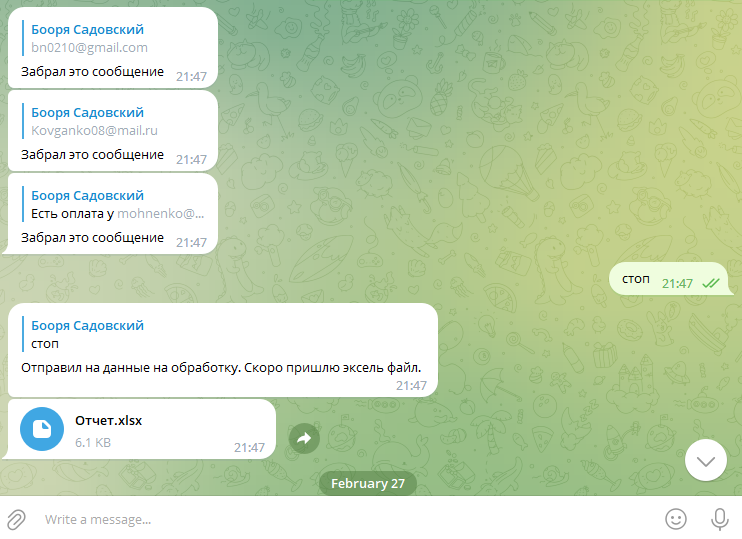 Бооря Садовский
bn0210@gmail.com
Забрал это сообщение 21:47
Бооря Садовский
Kovganko08@mail.ru
Забрал это сообщение 21:47
Бооря Садовский
Есть оплата у mohnenko@...
Забрал это сообщение 21:47
стоп 21:47
Бооря Садовский
стоп
Отправил на данные на обработку. Скоро пришлю эксель файл.
21:47
Отчет.xlsx
6.1 KB 21:47
February 27
Write a message...